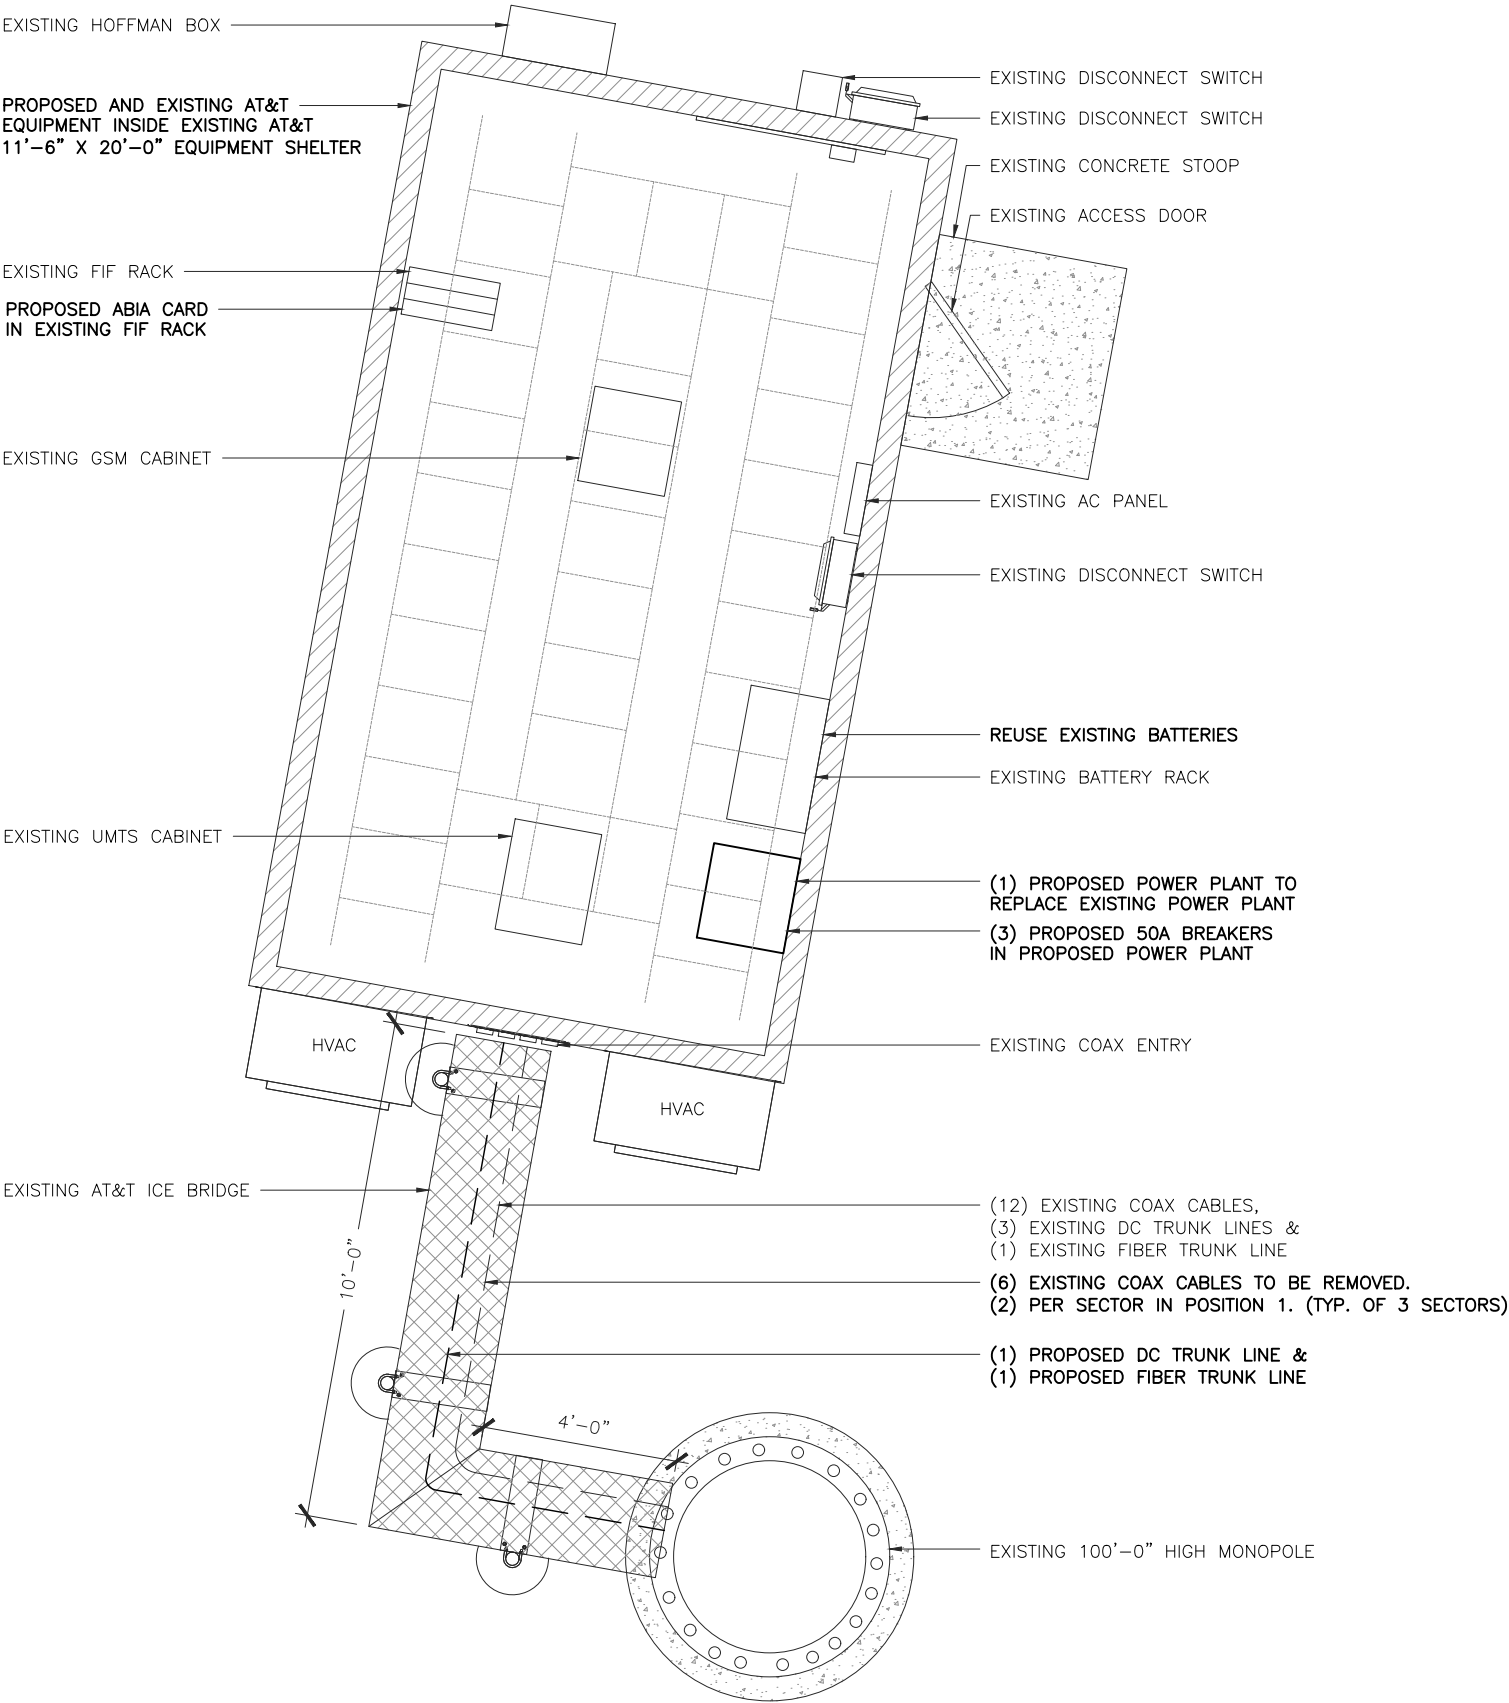 EXISTING HOFFMAN BOX
PROPOSED AND EXISTING AT&T
EQUIPMENT INSIDE EXISTING AT&T
11'-6" X 20'-0" EQUIPMENT SHELTER
EXISTING FIF RACK
PROPOSED ABIA CARD
IN EXISTING FIF RACK
EXISTING GSM CABINET
EXISTING UMTS CABINET
EXISTING AT&T ICE BRIDGE
EXISTING DISCONNECT SWITCH
EXISTING DISCONNECT SWITCH
EXISTING CONCRETE STOOP
EXISTING ACCESS DOOR
EXISTING AC PANEL
EXISTING DISCONNECT SWITCH
REUSE EXISTING BATTERIES
EXISTING BATTERY RACK
(1) PROPOSED POWER PLANT TO
REPLACE EXISTING POWER PLANT
(3) PROPOSED 50A BREAKERS
IN PROPOSED POWER PLANT
EXISTING COAX ENTRY
HVAC
HVAC
(12) EXISTING COAX CABLES,
(3) EXISTING DC TRUNK LINES &
(1) EXISTING FIBER TRUNK LINE
(6) EXISTING COAX CABLES TO BE REMOVED.
(2) PER SECTOR IN POSITION 1. (TYP. OF 3 SECTORS)
(1) PROPOSED DC TRUNK LINE &
(1) PROPOSED FIBER TRUNK LINE
10'-0"
4'-0"
EXISTING 100'-0" HIGH MONOPOLE